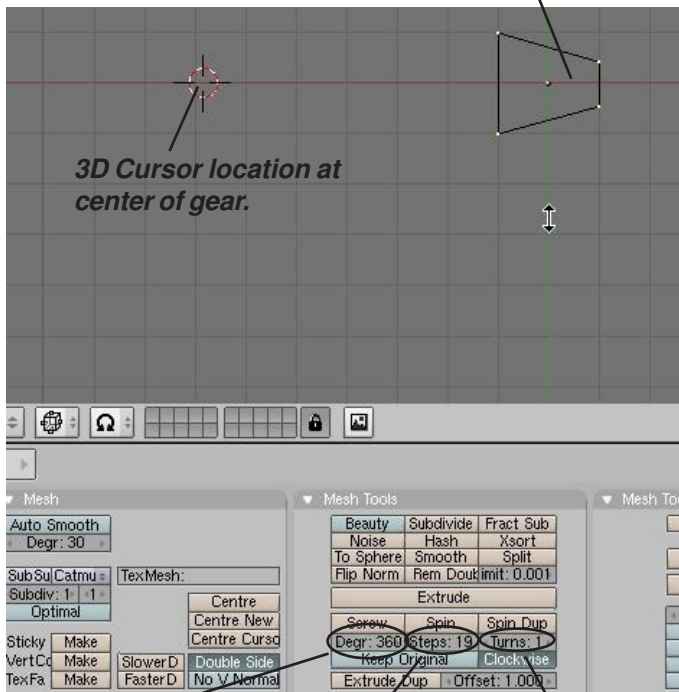 3D Cursor location at
center of gear.
Mesh
Mesh Tools
Mesh To
Auto Smooth
Degr: 30
SubSu Catmu
TexMesh:
Subdiv: 1 1
Optimal
Centre
Centre New
Centre Curso
Sticky Make
VertCo Make
SlowerD Double Side
TexFa Make
FasterD No V.Normal
Beauty Subdivide Fract Sub
Noise Hash Xsort
To Sphere Smooth Split
Flip Norm Rem Doub imit: 0.001
Extrude
Screw Spin Spin Dup
Degr: 360 Steps: 19 Turns: 1
Keep Original Clockwise
Extrude Dup Offset: 1.000